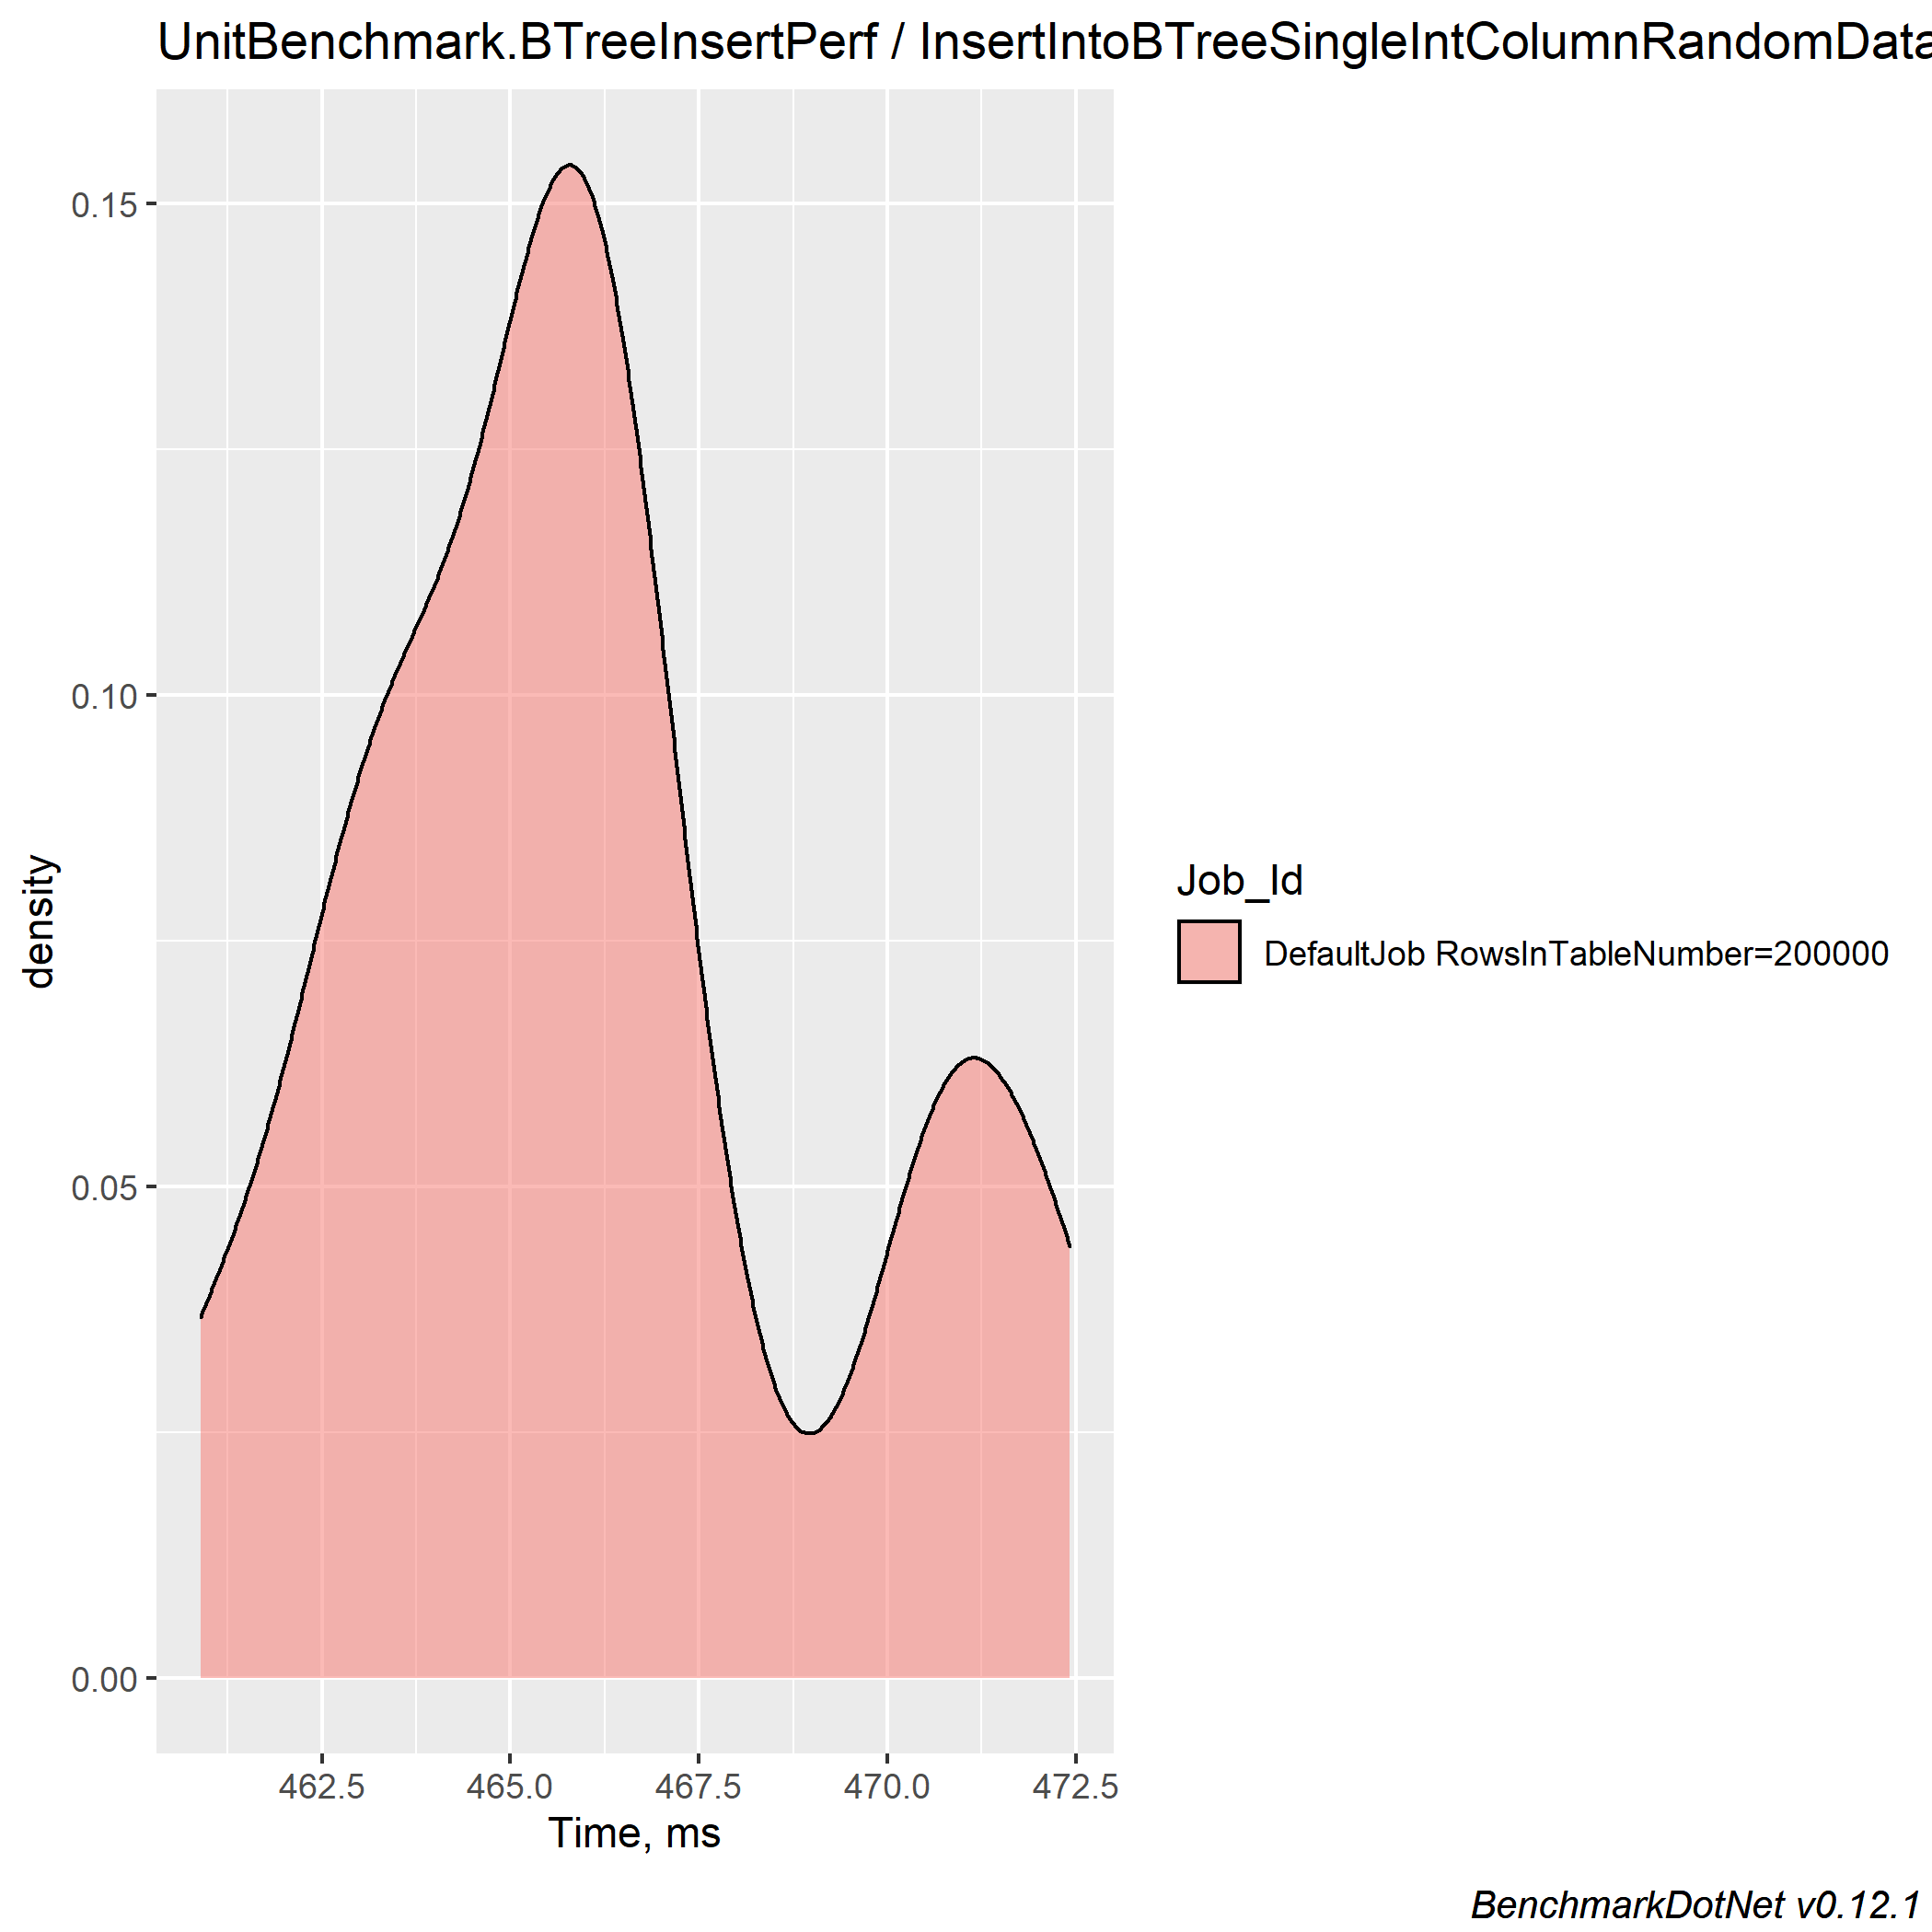 UnitBenchmark.BTreeInsertPerf / InsertIntoBTreeSingleIntColumnRandomData
0.15
0.10
0.05
0.00
density
462.5 465.0 467.5 470.0 472.5
Time, ms
Job_Id
DefaultJob RowsInTableNumber=200000
BenchmarkDotNet v0.12.1